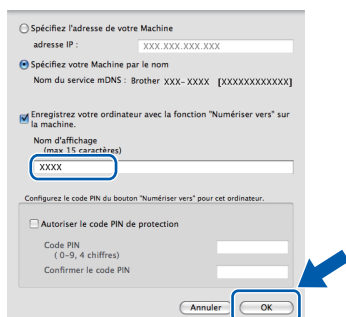 Spécifiez l'adresse de votre Machine
adresse IP : XXX.XXX.XXX.XXX
Spécifiez votre Machine par le nom
Nom du service mDNS : Brother XXX-XXXX [XXXXXXXXXXXX]
Enregistrez votre ordinateur avec la fonction "Numériser vers" sur
la machine.
Nom d'affichage
(max 15 caractères)
XXXX
Configurez le code PIN du bouton "Numériser vers" pour cet ordinateur.
Autoriser le code PIN de protection
Code PIN
( 0-9, 4 chiffres)
Confirmer le code PIN
Annuler OK